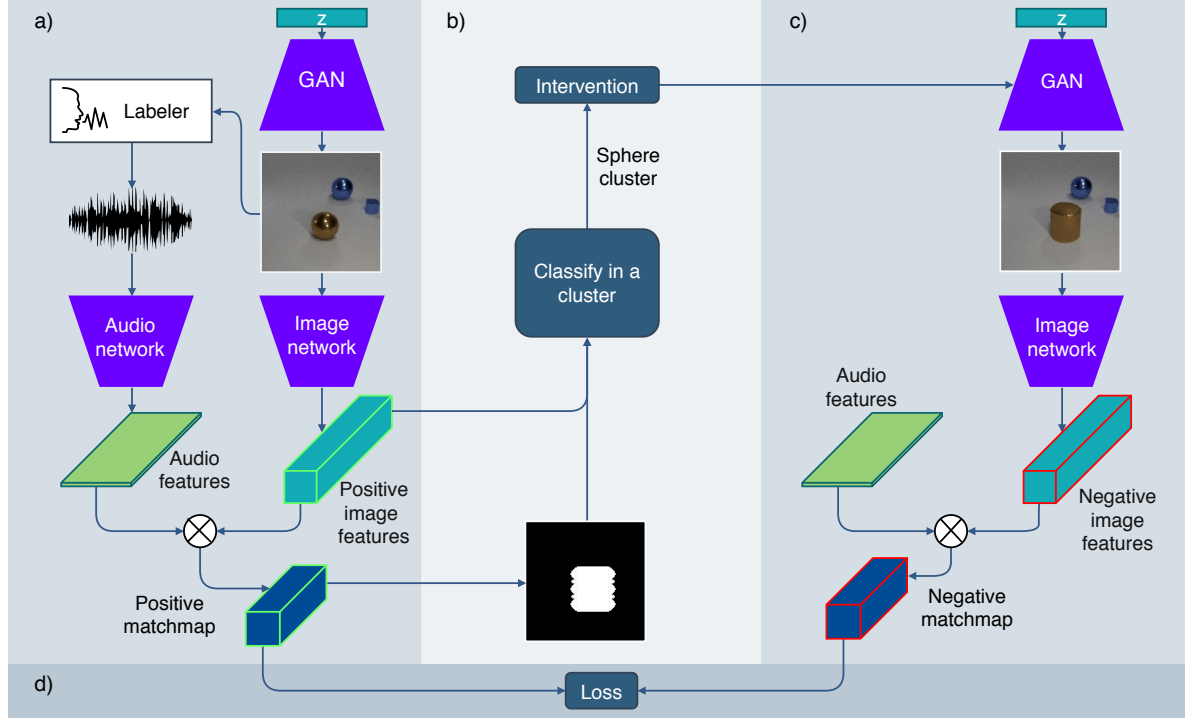 a)
z
GAN
Labeler
Audio
network
Image
network
Audio
features
Positive
image
features
Positive
matchmap
b)
Intervention
Sphere
cluster
Classify in a
cluster
c)
z
GAN
Image
network
Audio
features
Negative
image
features
Negative
matchmap
d)
Loss